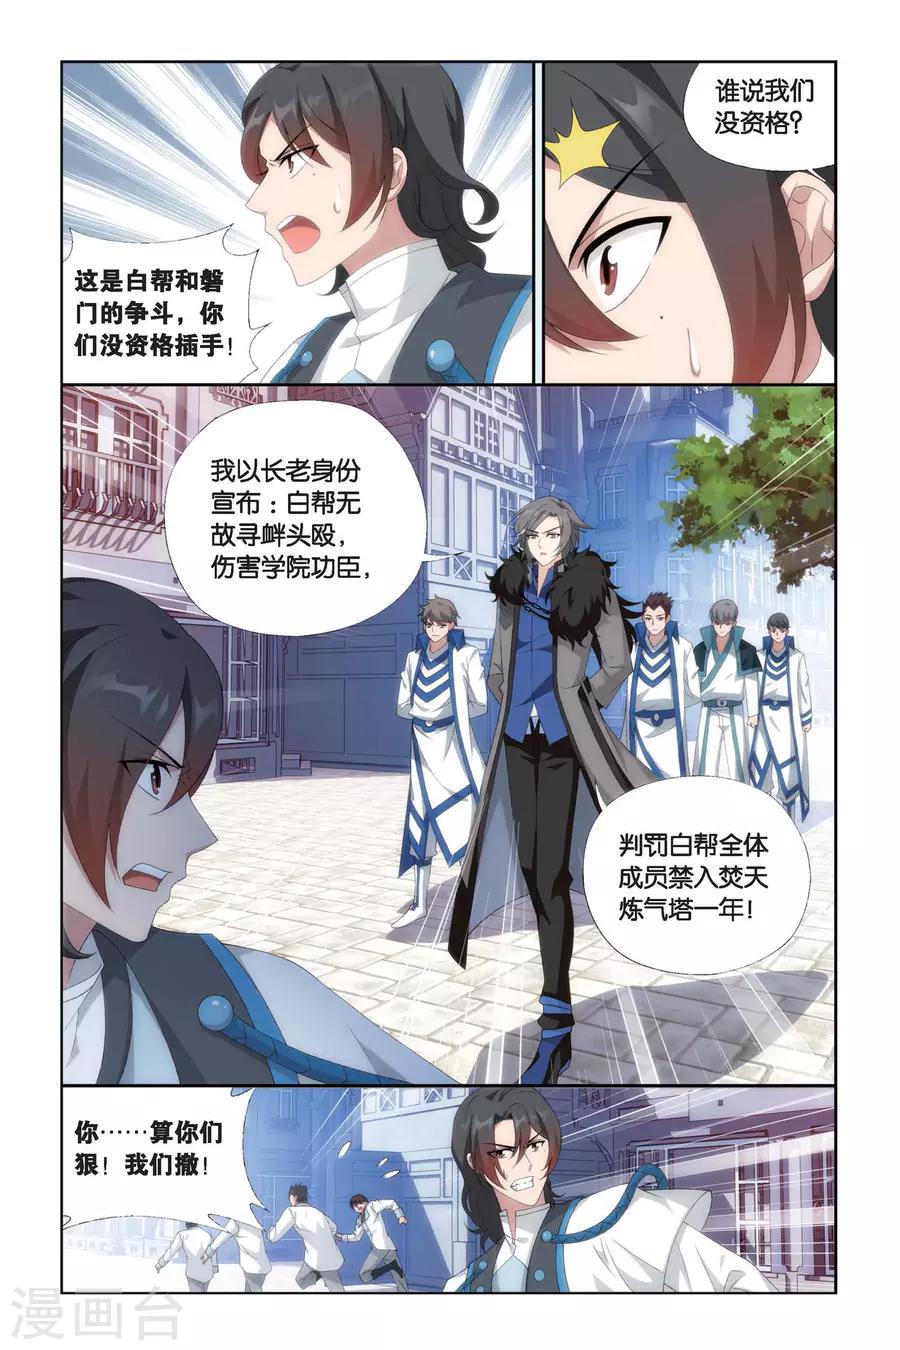 这是白帮和磐
门的争斗，你
们没资格插手！
谁说我们
没资格？
我以长老身份
宣布：白帮无
故寻衅头殴，
伤害学院功臣，
判罚白帮全体
成员禁入焚天
炼气塔一年！
你……算你们
狠！我们撤！
漫画台